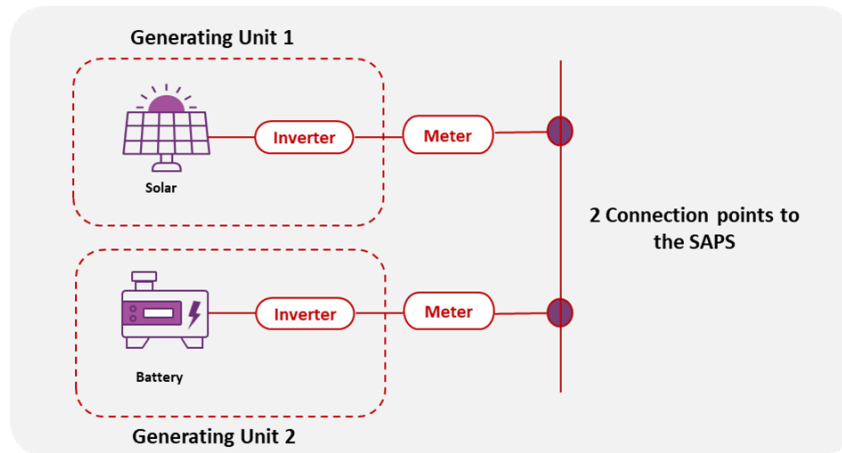 Generating Unit 1
Inverter
Meter
Solar
2 Connection points to
the SAPS
Inverter
Meter
Battery
Generating Unit 2